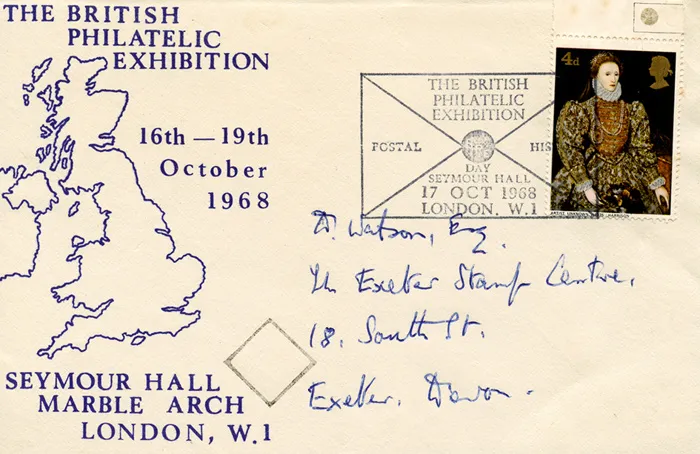 THE BRITISH
PHILATELIC
EXHIBITION
16th — 19th
October
1968
SEYMOUR HALL
MARBLE ARCH
LONDON, W.1
THE BRITISH
PHILATELIC
EXHIBITION
POSTAL HIS
DAY
SEYMOUR HALL
17 OCT 1968
LONDON. W.1
4d
Watson, Esq.
The Exeter Stamp Centre,
18. South St.
Exeter. Devon.